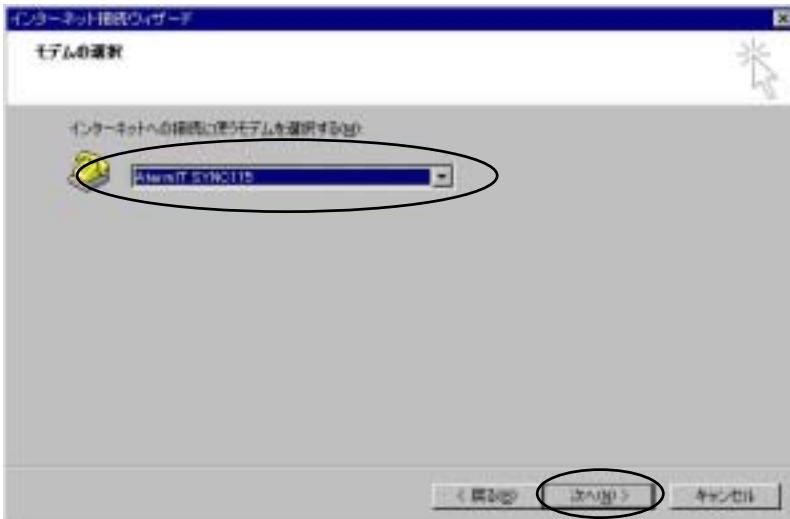 インターネット接続ウィザード
モデムの選択
インターネットへの接続に使うモデムを選択する(M)
AtermIT SYNC115
< 戻る(B)
次へ(N) >
キャンセル